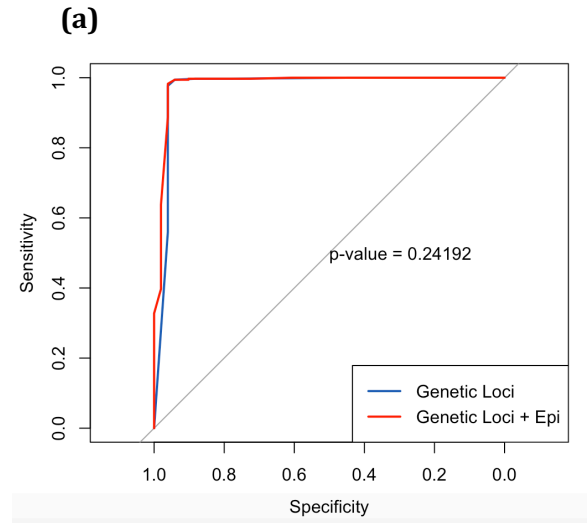 (a)
1.0
0.8
0.6
0.4
0.2
0.0
Sensitivity
p-value = 0.24192
Genetic Loci
Genetic Loci + Epi
1.0 0.8 0.6 0.4 0.2 0.0
Specificity